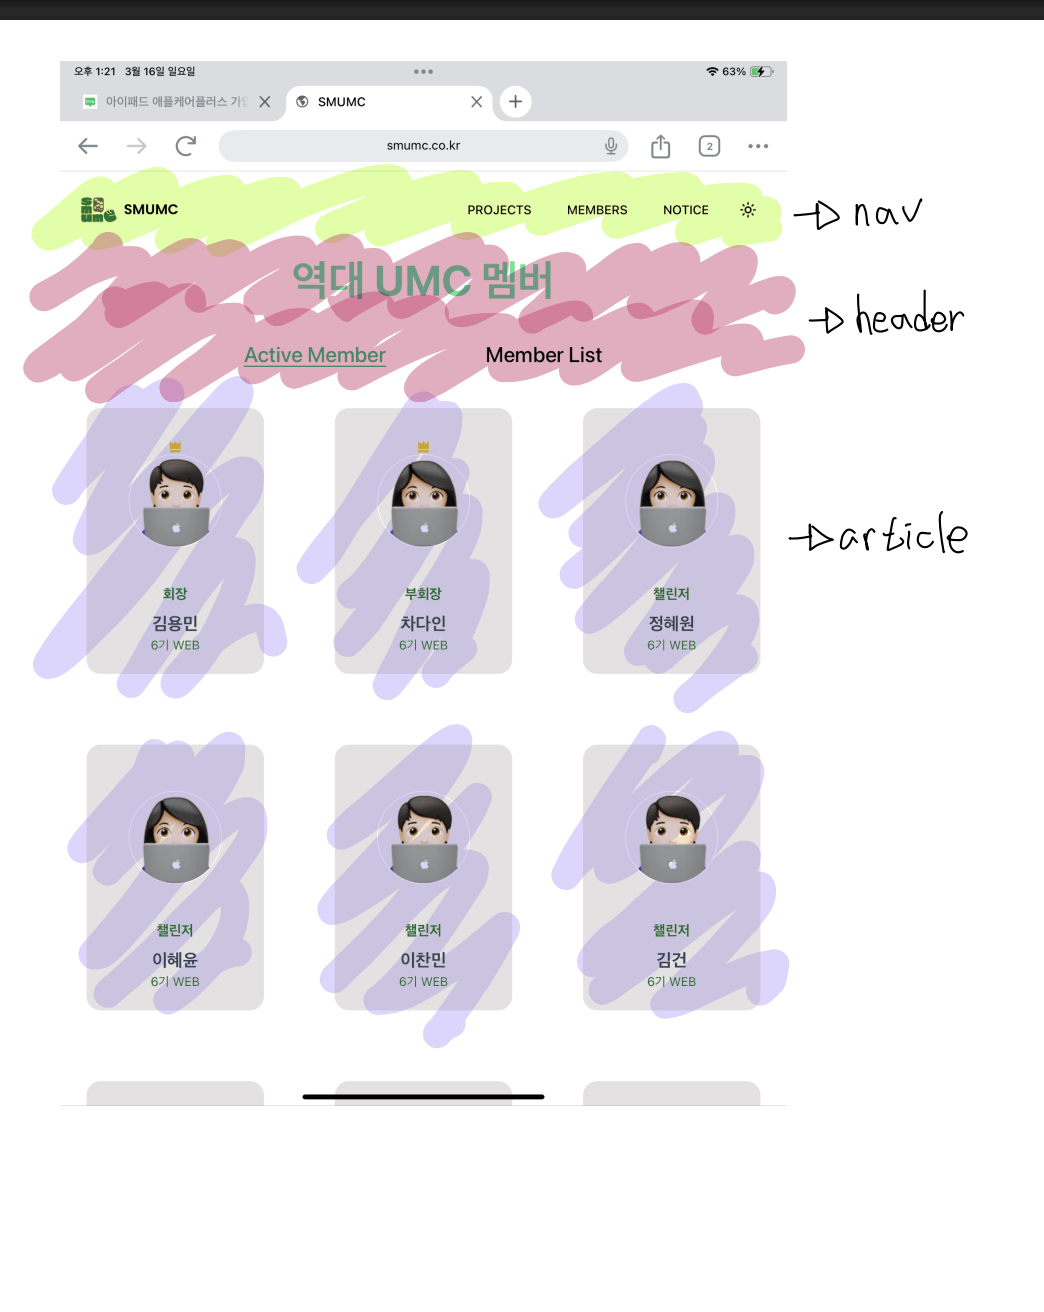 오후 1:21 3월 16일 일요일
63%
아이패드 애플케어플러스 가
SMUMC
smumc.co.kr
2
SMUMC
PROJECTS MEMBERS NOTICE
nav
역대 UMC 멤버
header
Active Member Member List
회장 부회장 챌린저
김용민 차다인 정혜원
6기 WEB 6기 WEB 6기 WEB
article
챌린저 챌린저 챌린저
이혜윤 이찬민 김건
6기 WEB 6기 WEB 6기 WEB